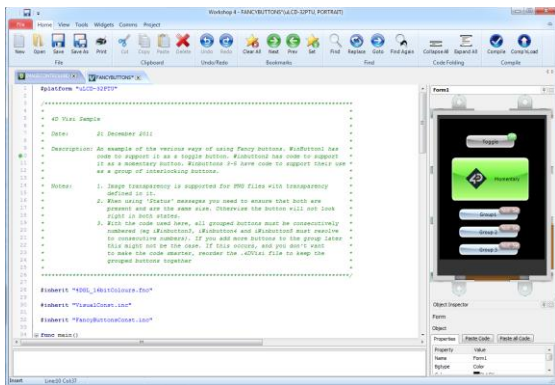 Workshop 4 - FANCYBUTTONS*(uLCD-32PTU, PORTRAIT)
File Home View Tools Widgets Comms Project
New Open Save Save As Print Cut Copy Paste Delete Undo Redo Clear All Next Prev Set Find Replace Goto Find Again Collapse All Expand All Compile Comp'nLoad
File Clipboard Undo/Redo Bookmarks Find Code Folding Compile
FANCYBUTTONS*
#platform "uLCD-32PTU"
4D Visi Sample
Date: 2; December 2011
Description: An example of the various ways of using Fancy buttons. WinButton1 has
code to support it as a toggle button. Winbutton2 has code to support
it as a momentary button. Winbuttons 3-5 have code to support their use
as a group of interlocking buttons.
Notes: 1. Image transparency is supported for PNG files with transparency
defined in it.
2. When using 'Status' messages you need to ensure that both are
present and are the same size. Otherwise the button will not look
right in both states.
3. With the code used here, all grouped buttons must be consecutively
numbered (eg iWinbutton3, iWinbutton4 and iWinbutton5 must resolve
to consecutive numbers). If you add more buttons to the group later
this might not be the case. If this occurs, and you don't want
to make the code smarter, reorder the .4DVisi file to keep the
grouped buttons together
#inherit "4DGL_16bitColours.fnc"
#inherit "VisualConst.inc"
#inherit "FancyButtonsConst.inc"
func main()
Form1
Toggle
Momentary
Group1
Group 2
Group 3
Object Inspector
Form
Object
Properties Paste Code Paste all Code
Property Value
Name Form1
Bgtype Color
Insert Line:10 Col:37